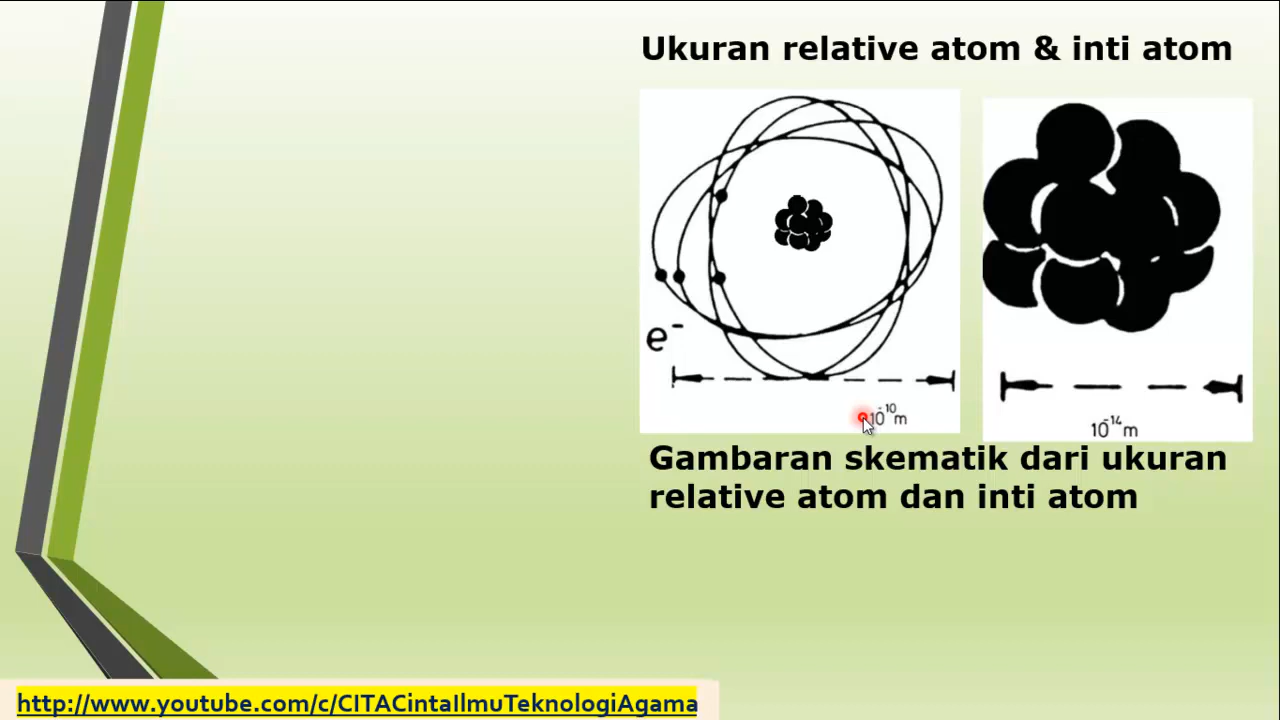 Ukuran relative atom & inti atom
e⁻
10⁻¹⁰m
10⁻¹⁴m
Gambaran skematik dari ukuran
relative atom dan inti atom
http://www.youtube.com/c/CITACintaIlmuTeknologiAgama